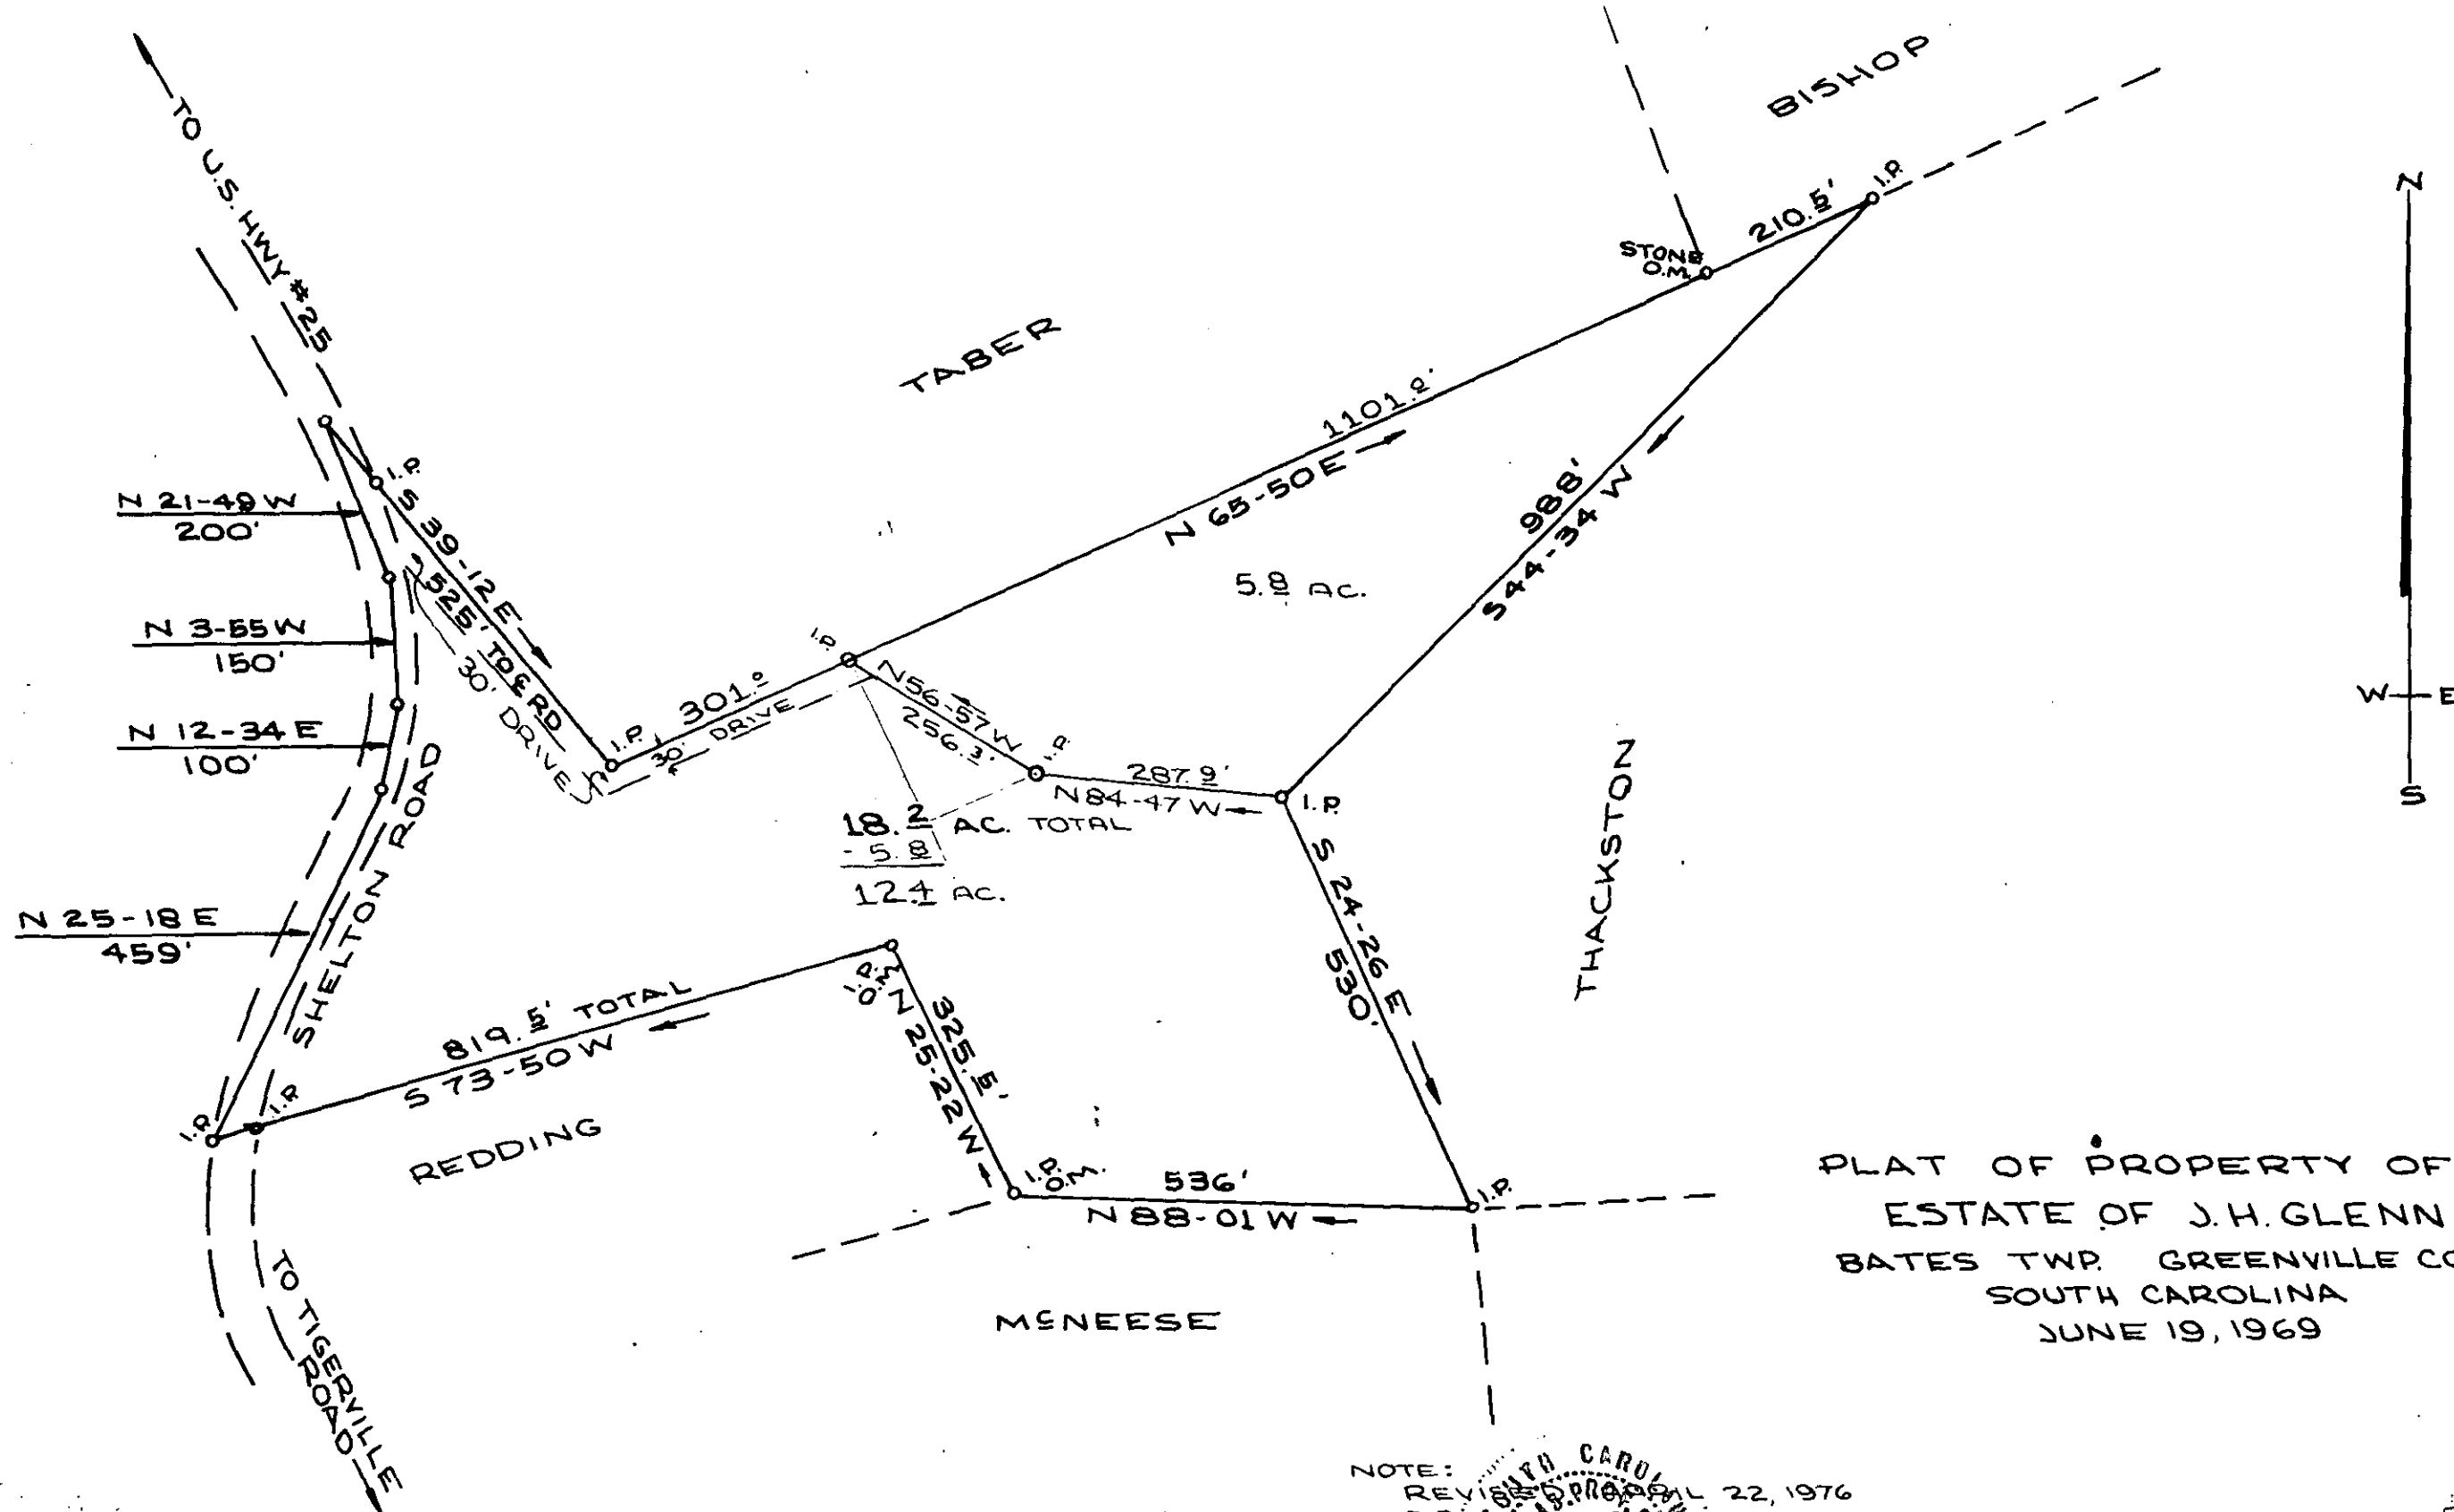 TO U.S. HWY #25
BISHOP
N
STONE
O.M.
210.5'
I.P.
TABER
1101.0'
N 65-50 E
988'
S 44-34 W
5.8 AC.
I.P.
S 39-12 E
525' TO ℄ RD
30' DRIVE
N 21-49 W
200'
N 3-55 W
150'
N 12-34 E
100'
N 25-18 E
459'
SHELTON ROAD
I.P.
301.0
30' DRIVE
I.P.
N 56-57 W
256.3'
I.P.
287.9'
N 84-47 W
I.P.
W E
S
18.2 AC. TOTAL
- 5.8
12.4 AC.
THACKSTON
S 24-26 E
530'
I.P.
O.M.
325.5'
N 25-22 W
819.5' TOTAL
S 73-50 W
I.P.
I.P.
REDDING
I.P.
O.M.
536'
N 88-01 W
I.P.
McNEESE
TO TIGERVILLE
ROAD
PLAT OF PROPERTY OF
ESTATE OF J.H. GLENN
BATES TWP. GREENVILLE CO
SOUTH CAROLINA
JUNE 19, 1969
NOTE:
REVISED APRIL 22, 1976